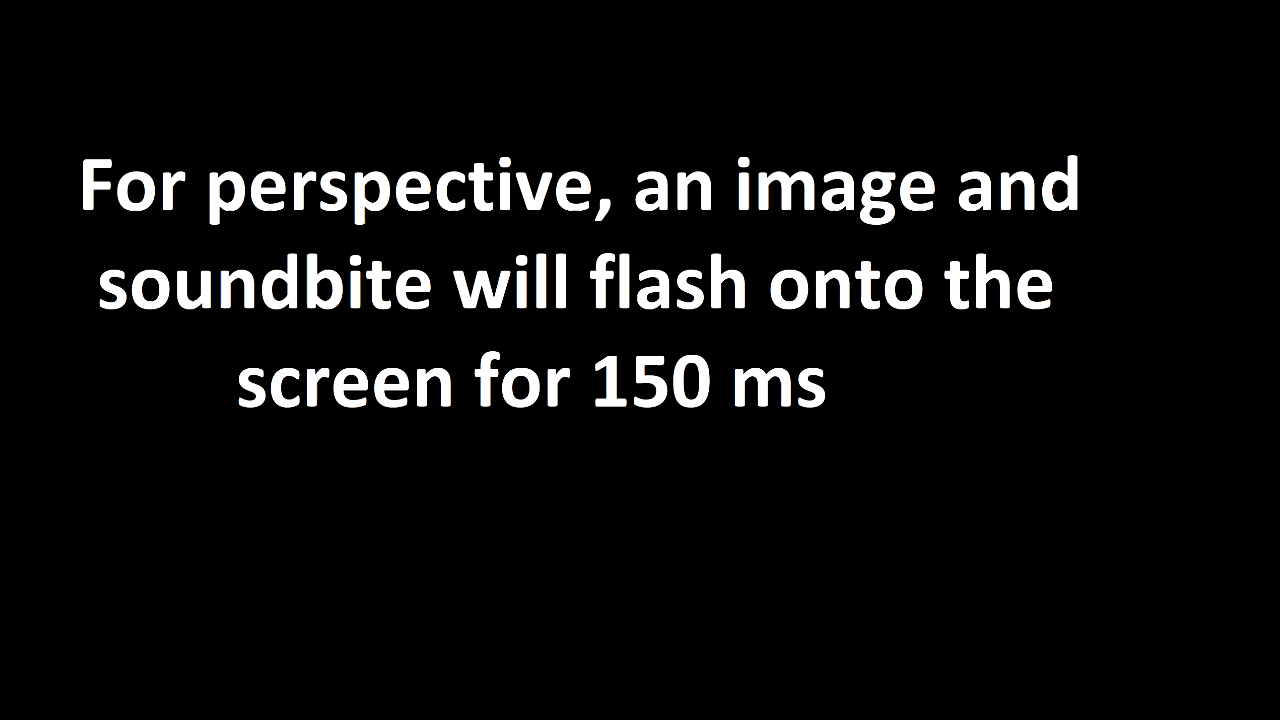 For perspective, an image and
soundbite will flash onto the
screen for 150 ms